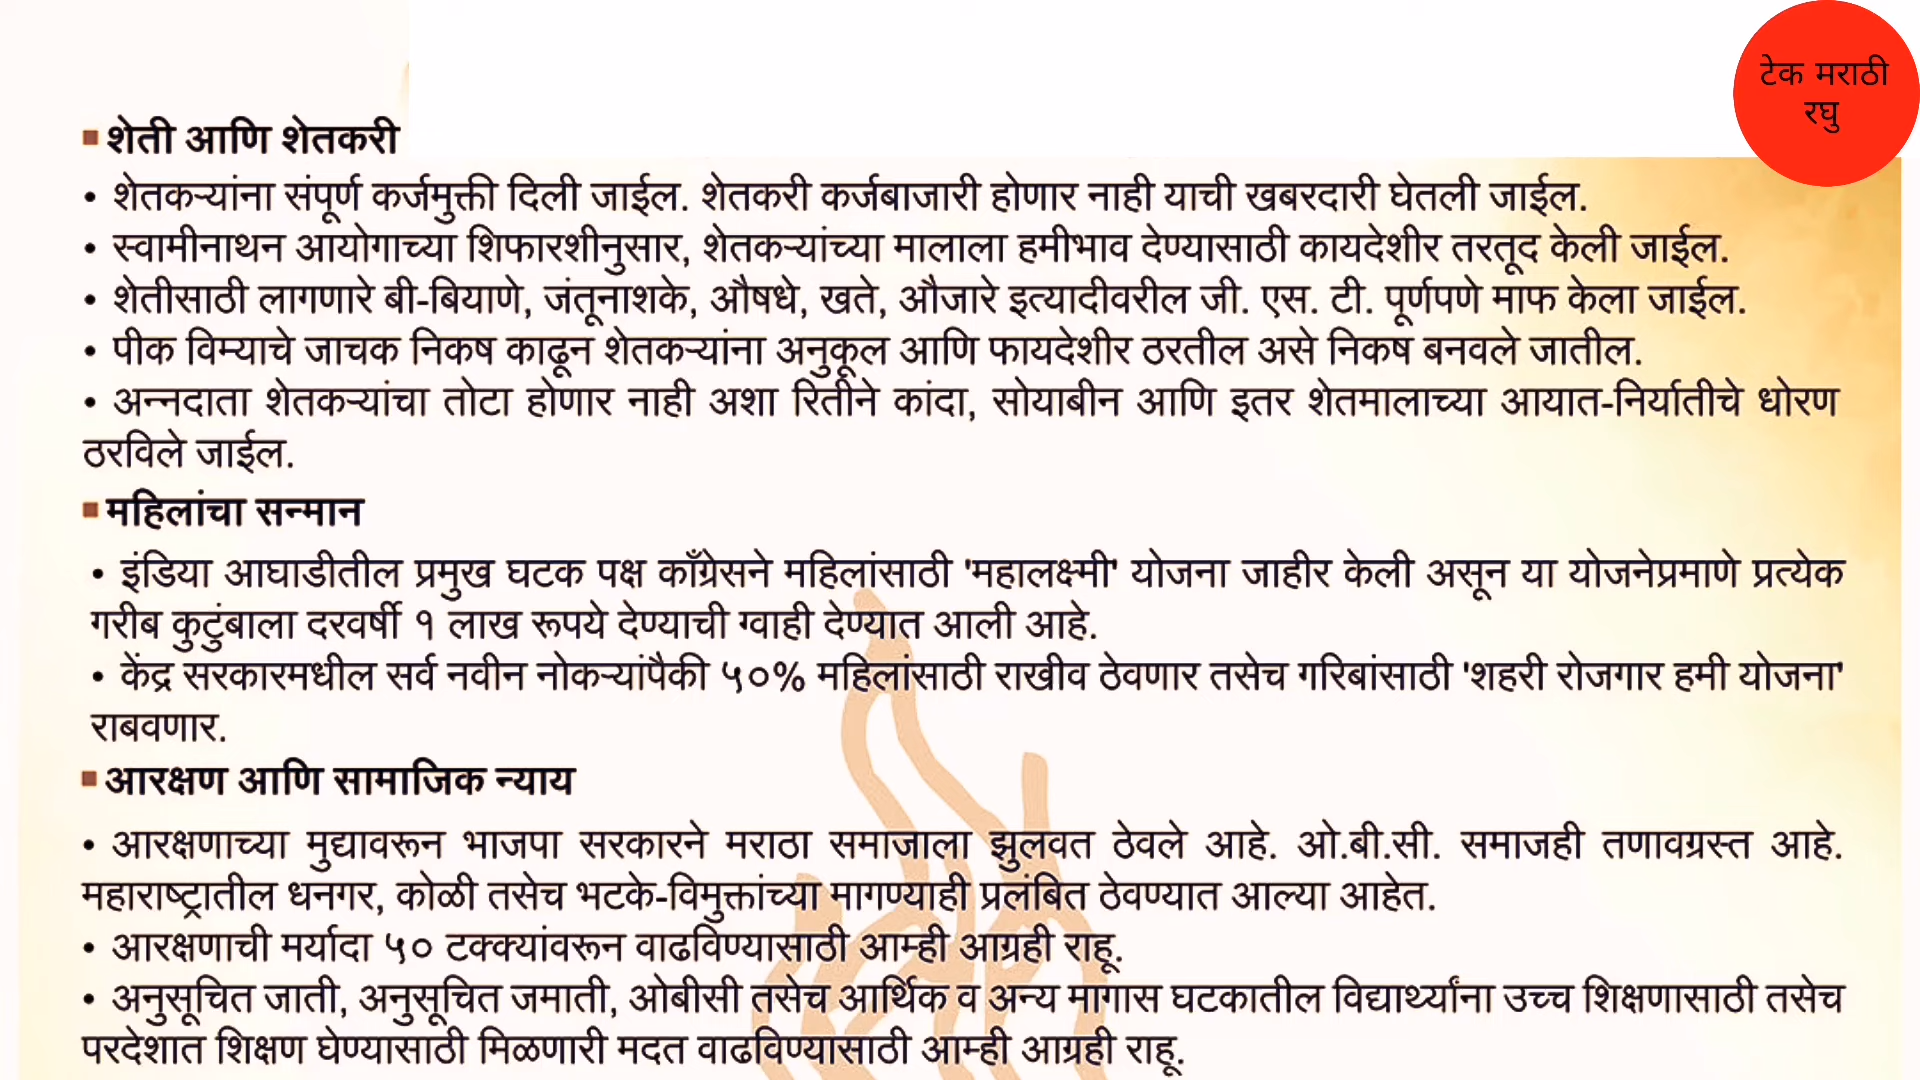 टेक मराठी
रघु
▪ शेती आणि शेतकरी
• शेतकऱ्यांना संपूर्ण कर्जमुक्ती दिली जाईल. शेतकरी कर्जबाजारी होणार नाही याची खबरदारी घेतली जाईल.
• स्वामीनाथन आयोगाच्या शिफारशीनुसार, शेतकऱ्यांच्या मालाला हमीभाव देण्यासाठी कायदेशीर तरतूद केली जाईल.
• शेतीसाठी लागणारे बी-बियाणे, जंतूनाशके, औषधे, खते, औजारे इत्यादीवरील जी. एस. टी. पूर्णपणे माफ केला जाईल.
• पीक विम्याचे जाचक निकष काढून शेतकऱ्यांना अनुकूल आणि फायदेशीर ठरतील असे निकष बनवले जातील.
• अन्नदाता शेतकऱ्यांचा तोटा होणार नाही अशा रितीने कांदा, सोयाबीन आणि इतर शेतमालाच्या आयात-निर्यातीचे धोरण
ठरविले जाईल.
▪ महिलांचा सन्मान
• इंडिया आघाडीतील प्रमुख घटक पक्ष काँग्रेसने महिलांसाठी 'महालक्ष्मी' योजना जाहीर केली असून या योजनेप्रमाणे प्रत्येक
गरीब कुटुंबाला दरवर्षी १ लाख रूपये देण्याची ग्वाही देण्यात आली आहे.
• केंद्र सरकारमधील सर्व नवीन नोकऱ्यांपैकी ५०% महिलांसाठी राखीव ठेवणार तसेच गरिबांसाठी 'शहरी रोजगार हमी योजना'
राबवणार.
▪ आरक्षण आणि सामाजिक न्याय
• आरक्षणाच्या मुद्यावरून भाजपा सरकारने मराठा समाजाला झुलवत ठेवले आहे. ओ.बी.सी. समाजही तणावग्रस्त आहे.
महाराष्ट्रातील धनगर, कोळी तसेच भटके-विमुक्तांच्या मागण्याही प्रलंबित ठेवण्यात आल्या आहेत.
• आरक्षणाची मर्यादा ५० टक्क्यांवरून वाढविण्यासाठी आम्ही आग्रही राहू.
• अनुसूचित जाती, अनुसूचित जमाती, ओबीसी तसेच आर्थिक व अन्य मागास घटकातील विद्यार्थ्यांना उच्च शिक्षणासाठी तसेच
परदेशात शिक्षण घेण्यासाठी मिळणारी मदत वाढविण्यासाठी आम्ही आग्रही राहू.